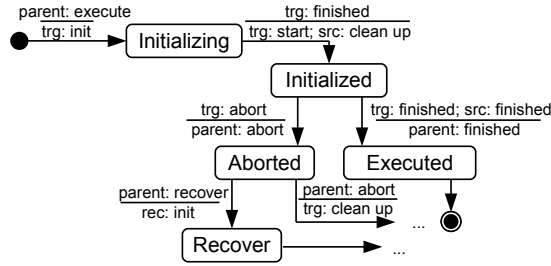 parent: execute
trg: init
Initializing
trg: finished
trg: start; src: clean up
Initialized
trg: abort
parent: abort
trg: finished; src: finished
parent: finished
Aborted
Executed
parent: recover
rec: init
parent: abort
trg: clean up
...
Recover
...